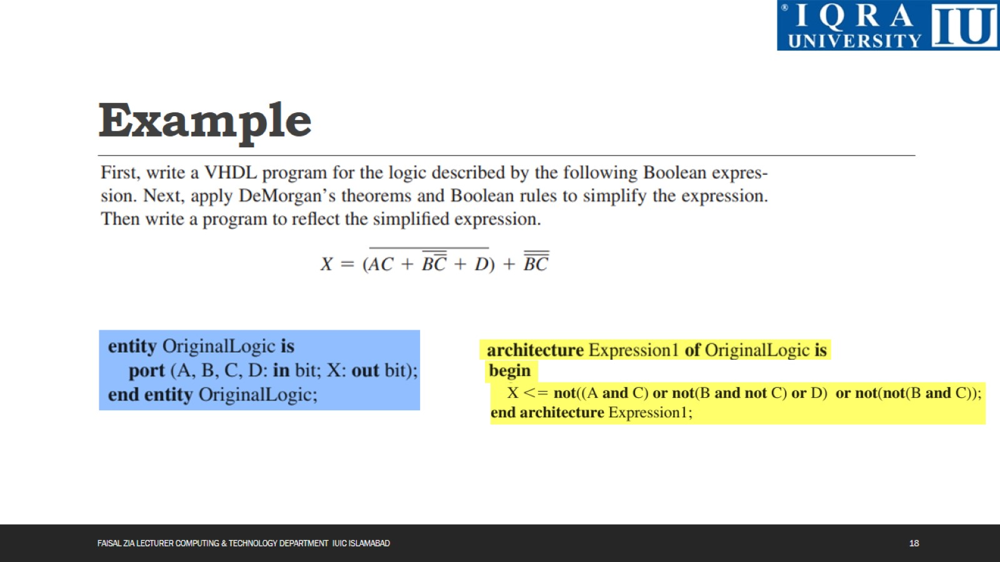 ® IQRA
UNIVERSITY IU
Example
First, write a VHDL program for the logic described by the following Boolean expres-
sion. Next, apply DeMorgan's theorems and Boolean rules to simplify the expression.
Then write a program to reflect the simplified expression.
X = (\overline{AC + \overline{B\overline{C}} + D}) + \overline{\overline{BC}}
entity OriginalLogic is
port (A, B, C, D: in bit; X: out bit);
end entity OriginalLogic;
architecture Expression1 of OriginalLogic is
begin
X <= not((A and C) or not(B and not C) or D) or not(not(B and C));
end architecture Expression1;
FAISAL ZIA LECTURER COMPUTING & TECHNOLOGY DEPARTMENT IUIC ISLAMABAD
18